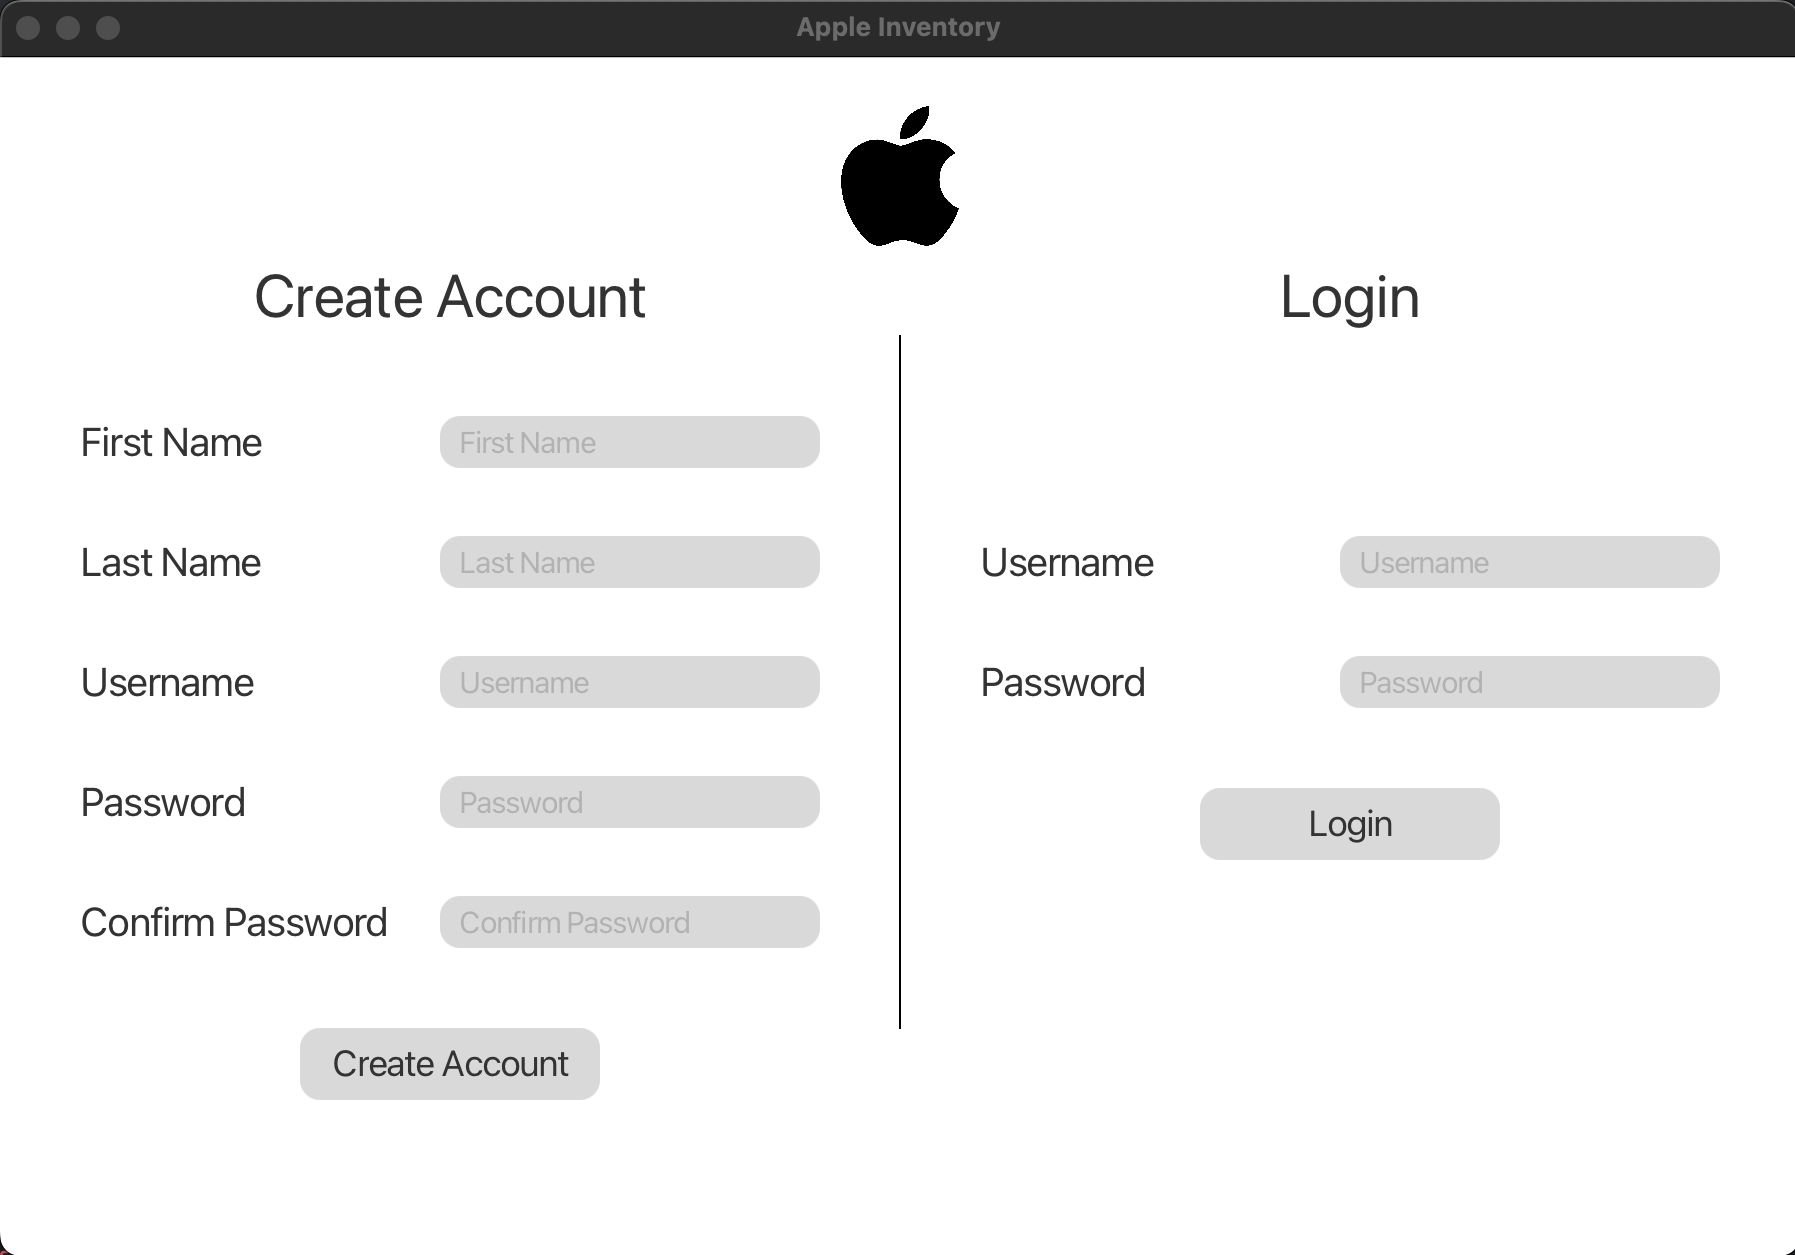 Apple Inventory
Create Account
First Name First Name
Last Name Last Name
Username Username
Password Password
Confirm Password Confirm Password
Create Account
Login
Username Username
Password Password
Login